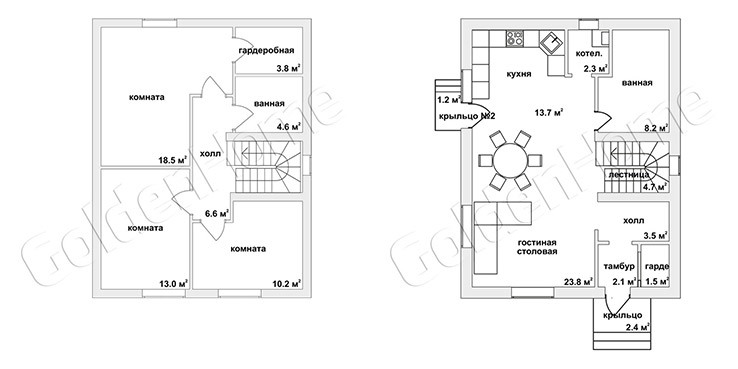 гардеробная
3.8 м²
комната
18.5 м²
ванная
4.6 м²
холл
6.6 м²
комната
13.0 м²
комната
10.2 м²
GoldenHome
котел.
2.3 м²
кухня
13.7 м²
ванная
8.2 м²
1.2 м²
крыльцо №2
лестница
4.7 м²
холл
3.5 м²
гостиная
столовая
23.8 м²
тамбур
2.1 м²
гарде
1.5 м²
крыльцо
2.4 м²
GoldenHome